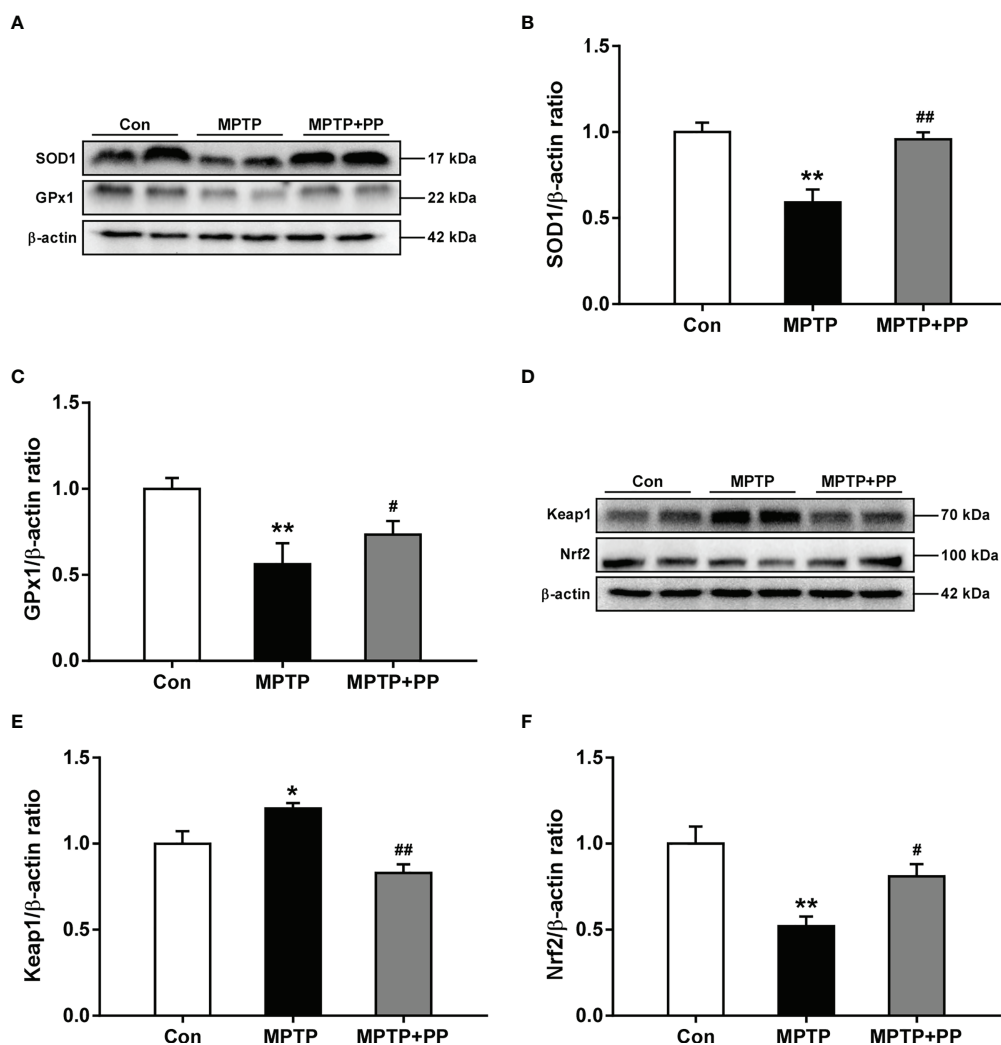 A
Con MPTP MPTP+PP
SOD1 17 kDa
GPx1 22 kDa
β-actin 42 kDa
B
SOD1/β-actin ratio
1.5
1.0
0.5
0.0
**
##
Con MPTP MPTP+PP
C
GPx1/β-actin ratio
1.5
1.0
0.5
0.0
**
#
Con MPTP MPTP+PP
D
Con MPTP MPTP+PP
Keap1 70 kDa
Nrf2 100 kDa
β-actin 42 kDa
E
Keap1/β-actin ratio
1.5
1.0
0.5
0.0
*
##
Con MPTP MPTP+PP
F
Nrf2/β-actin ratio
1.5
1.0
0.5
0.0
**
#
Con MPTP MPTP+PP